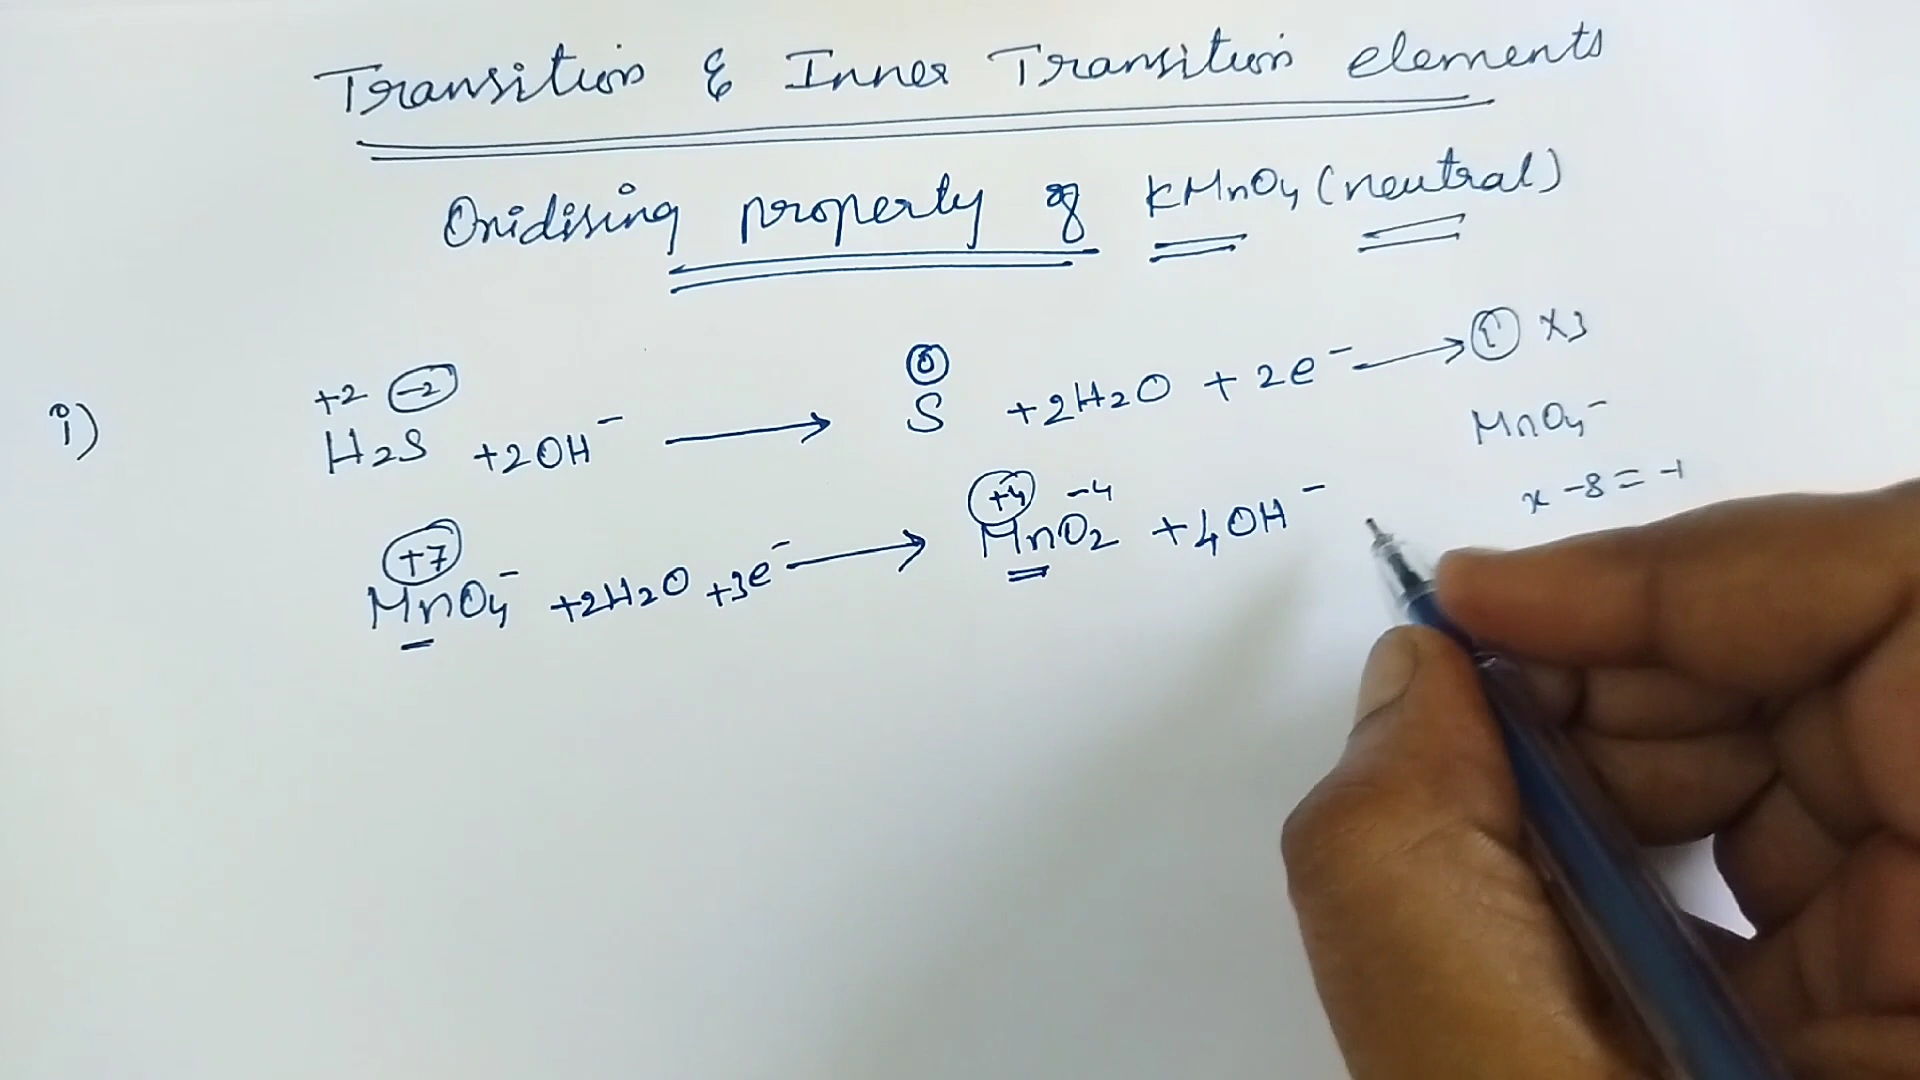 Transition & Inner Transition elements
Oxidising property of KMnO₄ (neutral)
i) +2 -2 0
H₂S + 2OH⁻ → S + 2H₂O + 2e⁻ → ① × 3
MnO₄⁻
x - 8 = -1
+7 +4 -4
MnO₄⁻ + 2H₂O + 3e⁻ → MnO₂ + 4OH⁻